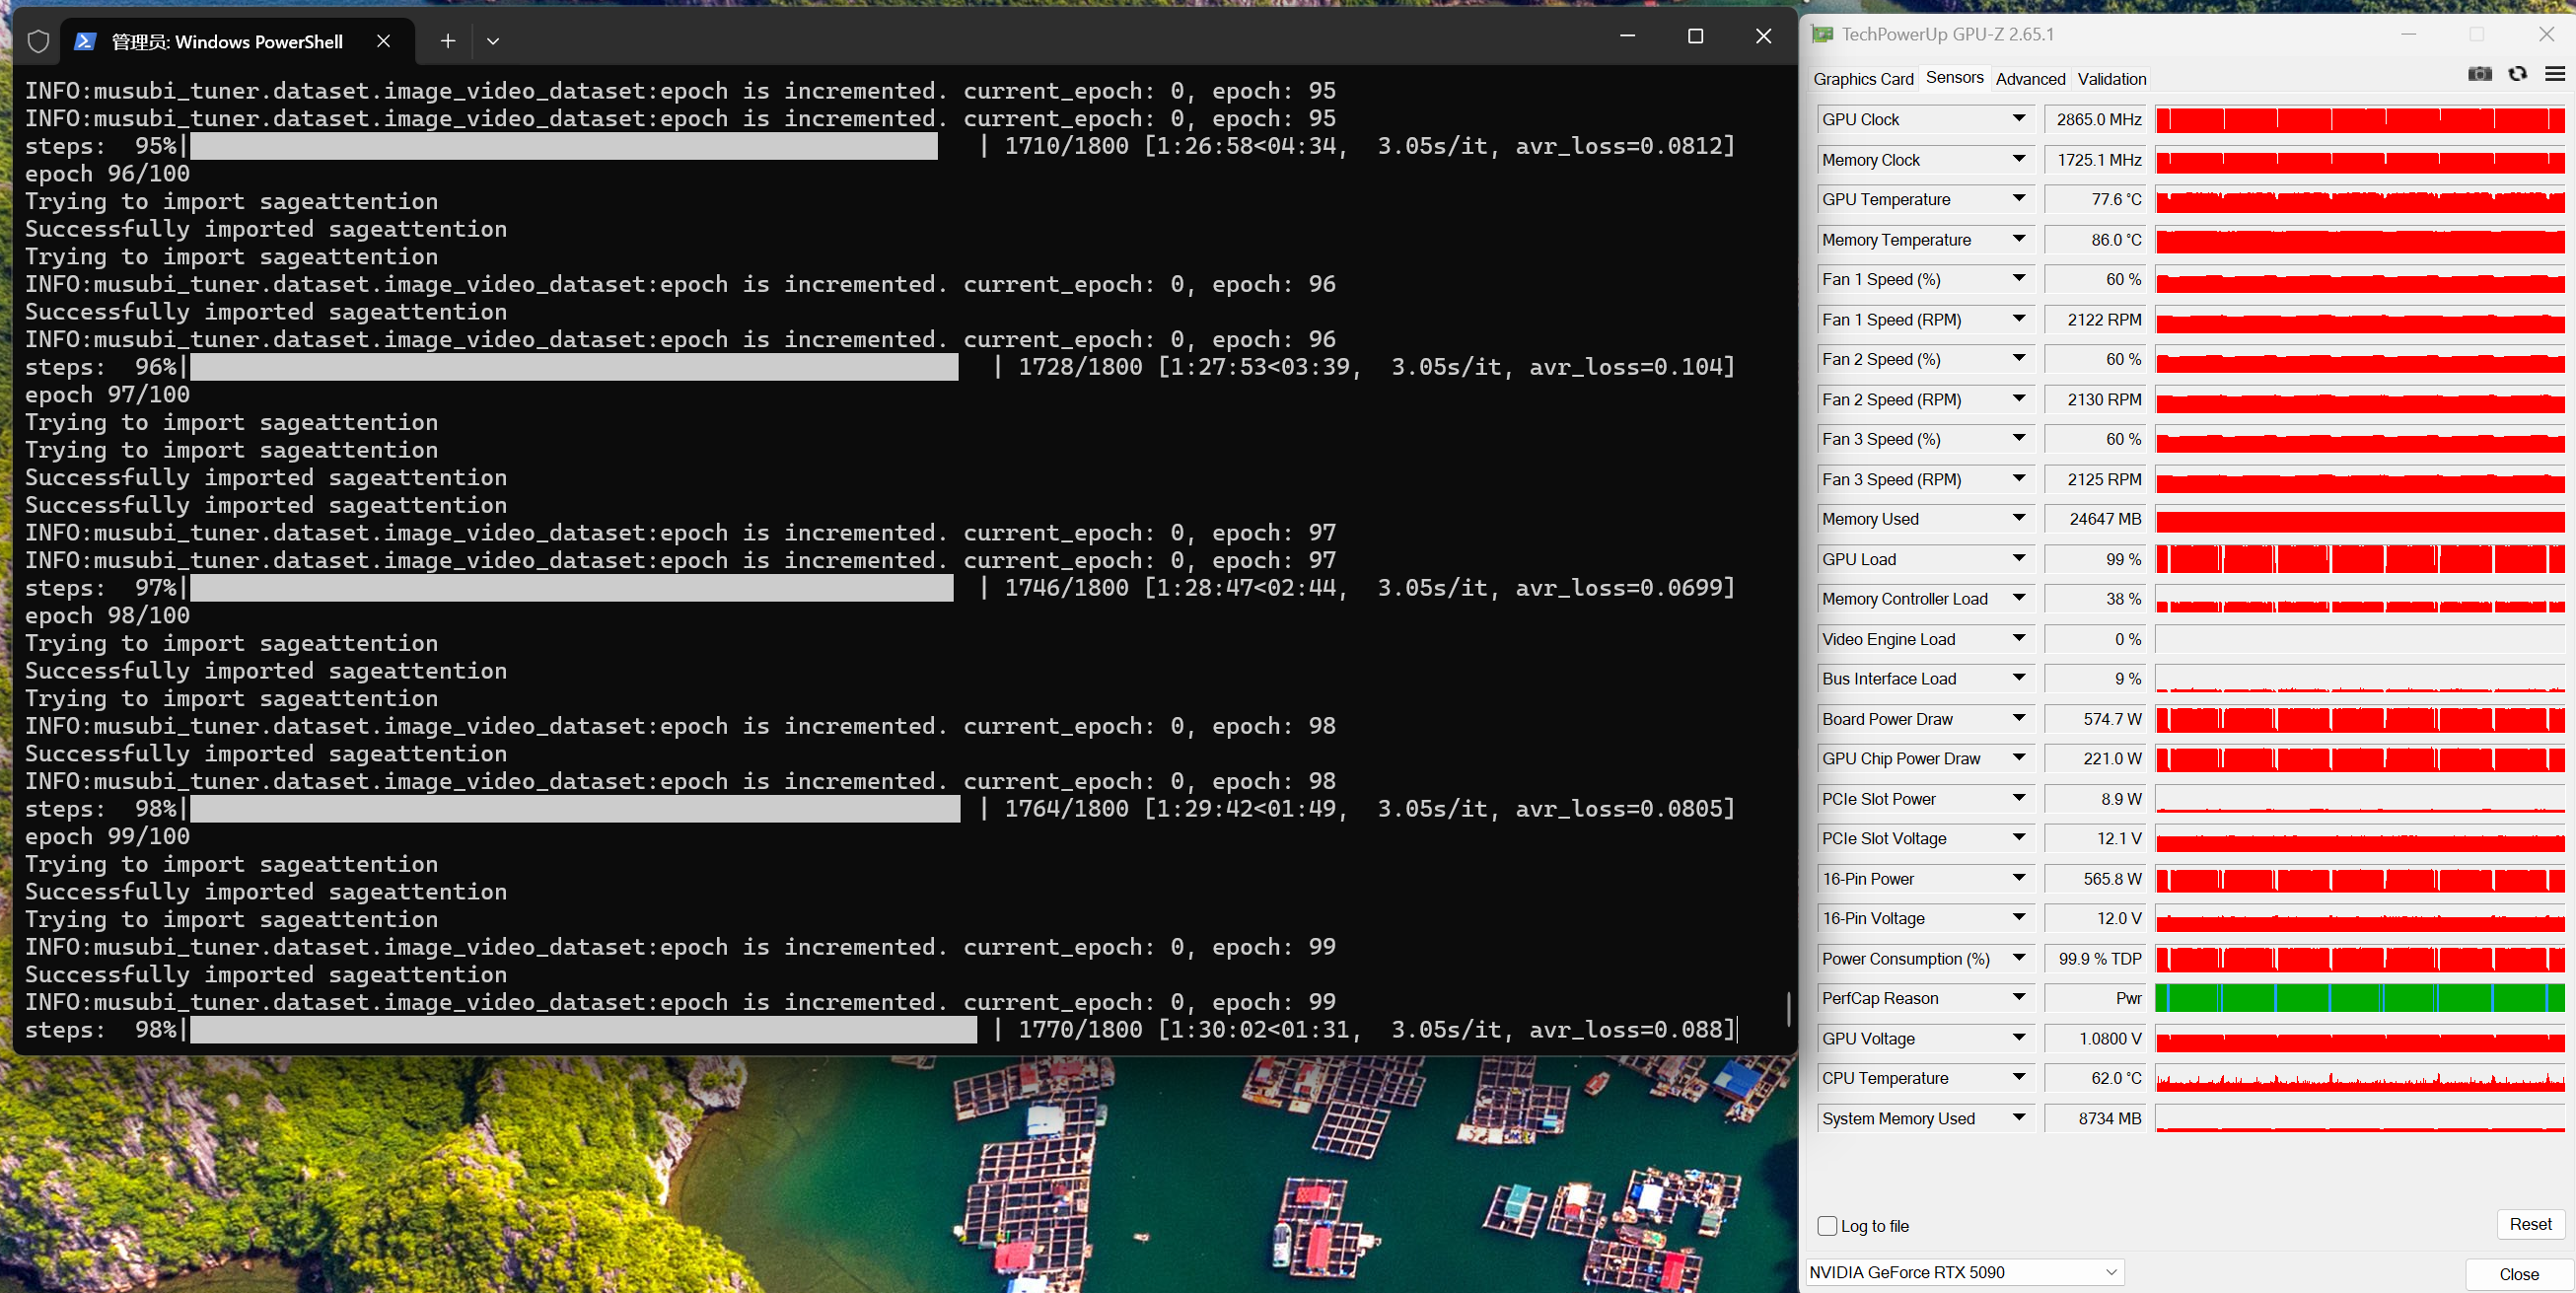 管理员: Windows PowerShell
INFO:musubi_tuner.dataset.image_video_dataset:epoch is incremented. current_epoch: 0, epoch: 95
INFO:musubi_tuner.dataset.image_video_dataset:epoch is incremented. current_epoch: 0, epoch: 95
steps:  95%| | 1710/1800 [1:26:58<04:34,  3.05s/it, avr_loss=0.0812]
epoch 96/100
Trying to import sageattention
Successfully imported sageattention
Trying to import sageattention
INFO:musubi_tuner.dataset.image_video_dataset:epoch is incremented. current_epoch: 0, epoch: 96
Successfully imported sageattention
INFO:musubi_tuner.dataset.image_video_dataset:epoch is incremented. current_epoch: 0, epoch: 96
steps:  96%| | 1728/1800 [1:27:53<03:39,  3.05s/it, avr_loss=0.104]
epoch 97/100
Trying to import sageattention
Trying to import sageattention
Successfully imported sageattention
Successfully imported sageattention
INFO:musubi_tuner.dataset.image_video_dataset:epoch is incremented. current_epoch: 0, epoch: 97
INFO:musubi_tuner.dataset.image_video_dataset:epoch is incremented. current_epoch: 0, epoch: 97
steps:  97%| | 1746/1800 [1:28:47<02:44,  3.05s/it, avr_loss=0.0699]
epoch 98/100
Trying to import sageattention
Successfully imported sageattention
Trying to import sageattention
INFO:musubi_tuner.dataset.image_video_dataset:epoch is incremented. current_epoch: 0, epoch: 98
Successfully imported sageattention
INFO:musubi_tuner.dataset.image_video_dataset:epoch is incremented. current_epoch: 0, epoch: 98
steps:  98%| | 1764/1800 [1:29:42<01:49,  3.05s/it, avr_loss=0.0805]
epoch 99/100
Trying to import sageattention
Successfully imported sageattention
Trying to import sageattention
INFO:musubi_tuner.dataset.image_video_dataset:epoch is incremented. current_epoch: 0, epoch: 99
Successfully imported sageattention
INFO:musubi_tuner.dataset.image_video_dataset:epoch is incremented. current_epoch: 0, epoch: 99
steps:  98%| | 1770/1800 [1:30:02<01:31,  3.05s/it, avr_loss=0.088]
TechPowerUp GPU-Z 2.65.1
Graphics Card Sensors Advanced Validation
GPU Clock 2865.0 MHz
Memory Clock 1725.1 MHz
GPU Temperature 77.6 °C
Memory Temperature 86.0 °C
Fan 1 Speed (%) 60 %
Fan 1 Speed (RPM) 2122 RPM
Fan 2 Speed (%) 60 %
Fan 2 Speed (RPM) 2130 RPM
Fan 3 Speed (%) 60 %
Fan 3 Speed (RPM) 2125 RPM
Memory Used 24647 MB
GPU Load 99 %
Memory Controller Load 38 %
Video Engine Load 0 %
Bus Interface Load 9 %
Board Power Draw 574.7 W
GPU Chip Power Draw 221.0 W
PCIe Slot Power 8.9 W
PCIe Slot Voltage 12.1 V
16-Pin Power 565.8 W
16-Pin Voltage 12.0 V
Power Consumption (%) 99.9 % TDP
PerfCap Reason Pwr
GPU Voltage 1.0800 V
CPU Temperature 62.0 °C
System Memory Used 8734 MB
Log to file Reset
NVIDIA GeForce RTX 5090 Close